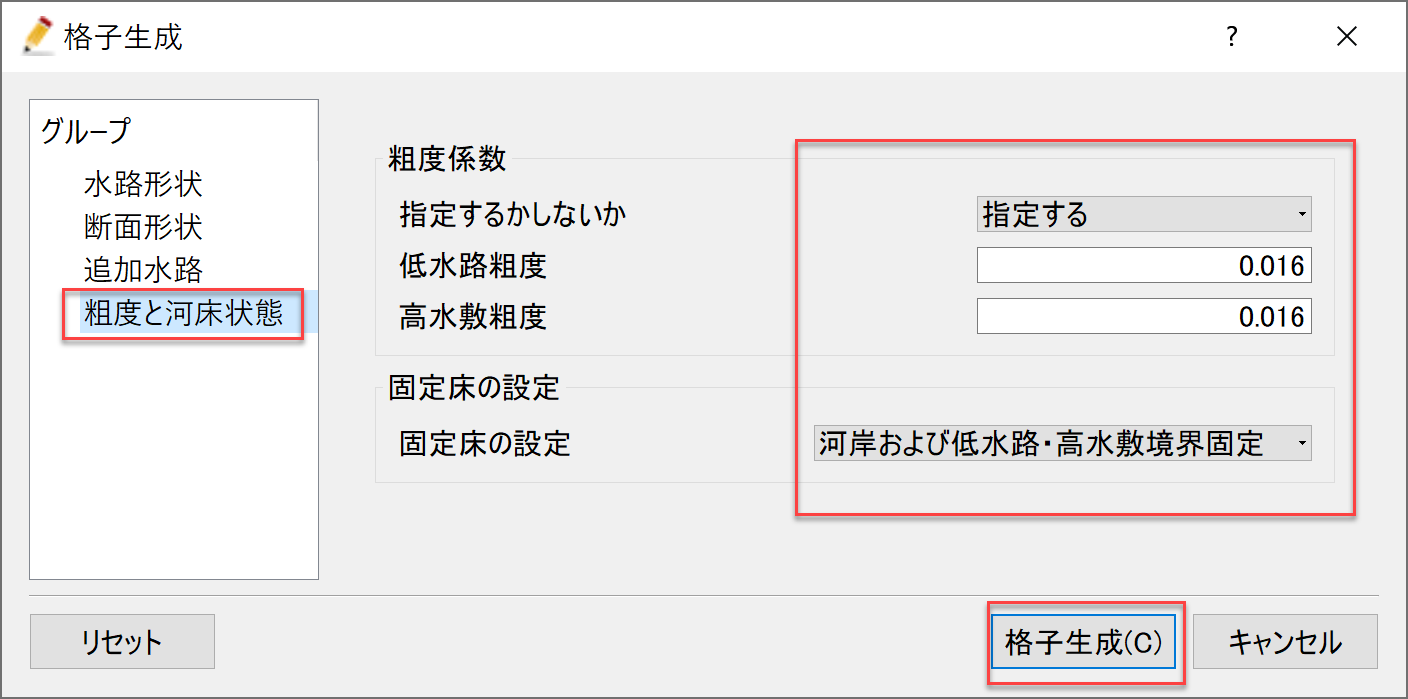 格子生成
?
グループ
水路形状
断面形状
追加水路
粗度と河床状態
粗度係数
指定するかしないか
指定する
低水路粗度
0.016
高水敷粗度
0.016
固定床の設定
固定床の設定
河岸および低水路・高水敷境界固定
リセット
格子生成(C)
キャンセル